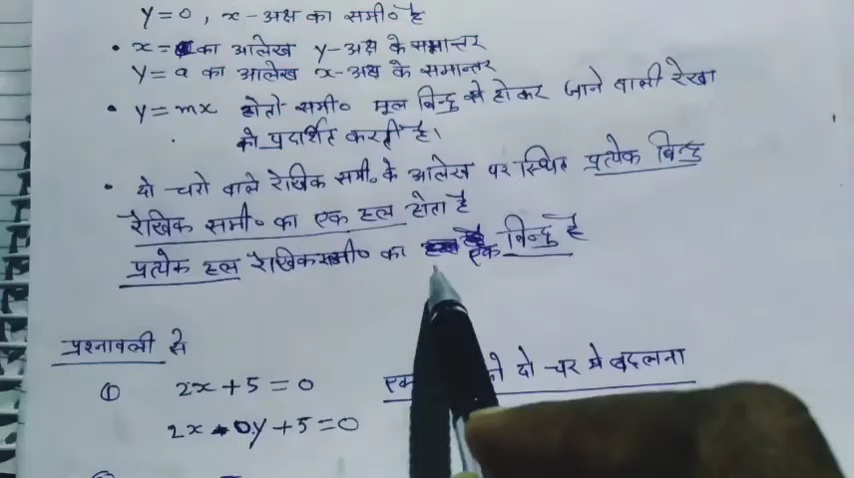 y=0, x-अक्ष का समी० है
• x=a का आलेख y-अक्ष के समान्तर
y=a का आलेख x-अक्ष के समान्तर
• y=mx होतो समी० मूल बिन्दु से होकर जाने वाली रेखा
को प्रदर्शित करती है।
• दो चरो वाले रेखिक समी० के आलेख पर स्थित प्रत्येक बिन्दु
रेखिक समी० का एक हल होता है
प्रत्येक हल रेखिक समी० का एक बिन्दु है
प्रश्नावली से
① 2x+5=0 को दो चर मे बदलना
2x+0y+5=0